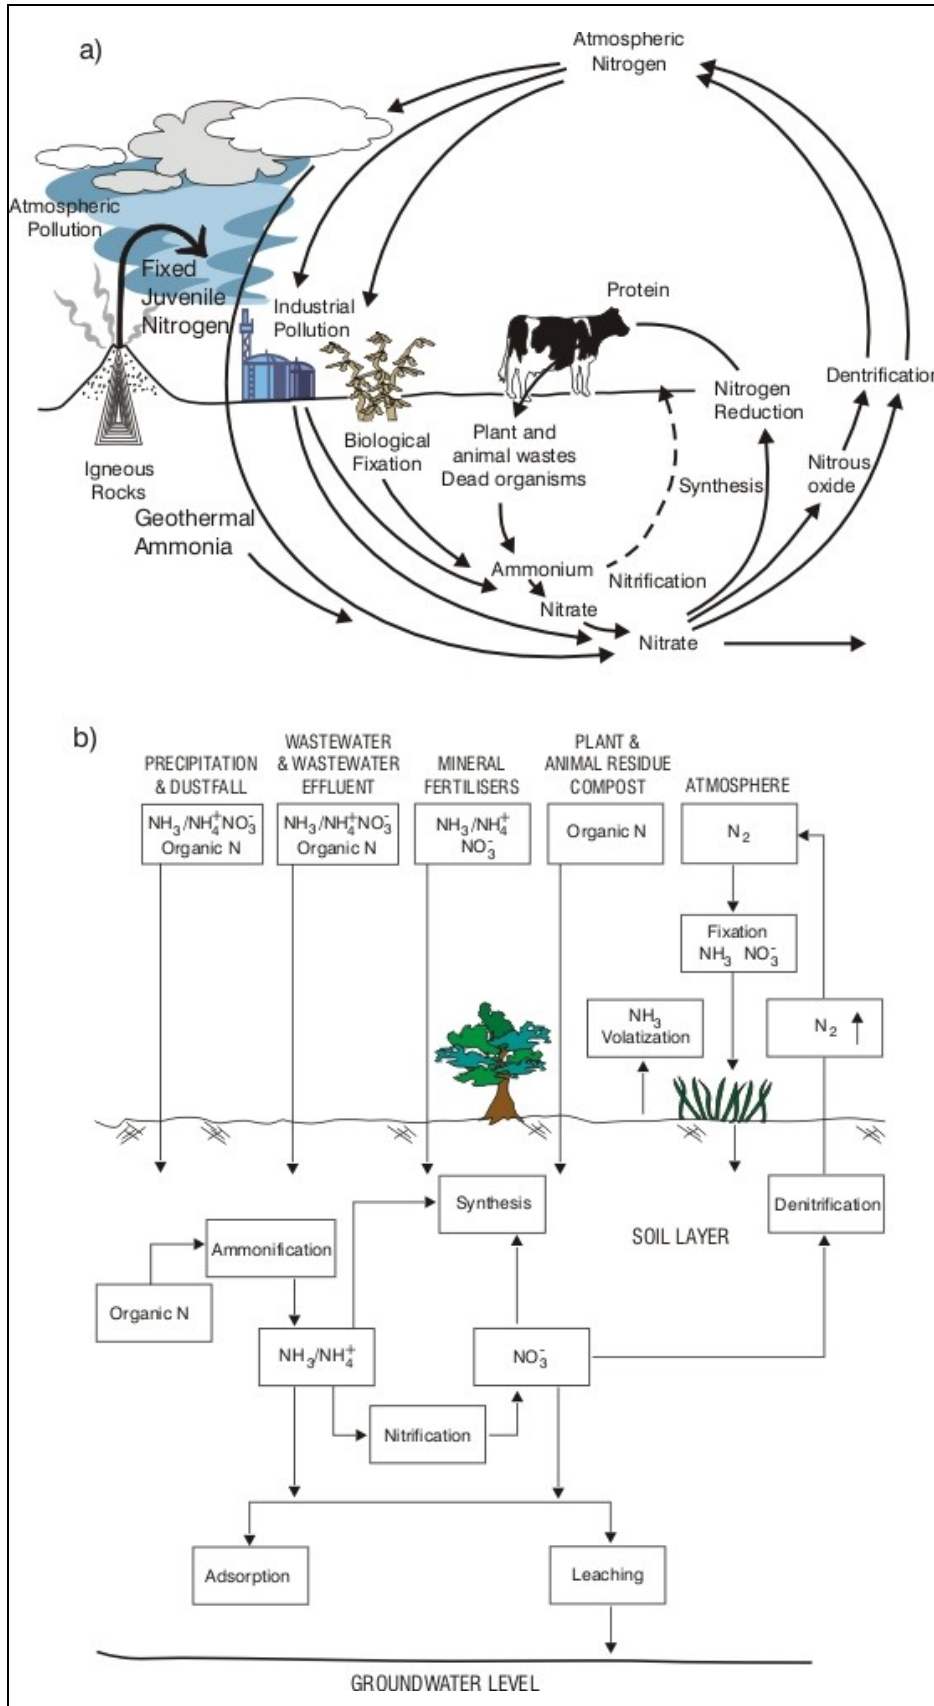 a)
Atmospheric
Nitrogen
Atmospheric
Pollution
Fixed
Juvenile
Nitrogen
Industrial
Pollution
Protein
Nitrogen
Reduction
Dentrification
Igneous
Rocks
Biological
Fixation
Plant and
animal wastes
Dead organisms
Synthesis
Nitrous
oxide
Geothermal
Ammonia
Ammonium
Nitrification
Nitrate
Nitrate
b)
PRECIPITATION
& DUSTFALL
WASTEWATER
& WASTEWATER
EFFLUENT
MINERAL
FERTILISERS
PLANT &
ANIMAL RESIDUE
COMPOST
ATMOSPHERE
NH₃/NH₄⁺NO₃⁻
Organic N
NH₃/NH₄⁺NO₃⁻
Organic N
NH₃/NH₄⁺
NO₃⁻
Organic N
N₂
Fixation
NH₃ NO₃⁻
NH₃
Volatization
N₂
Synthesis
Denitrification
SOIL LAYER
Ammonification
Organic N
NH₃/NH₄⁺
NO₃⁻
Nitrification
Adsorption
Leaching
GROUNDWATER LEVEL